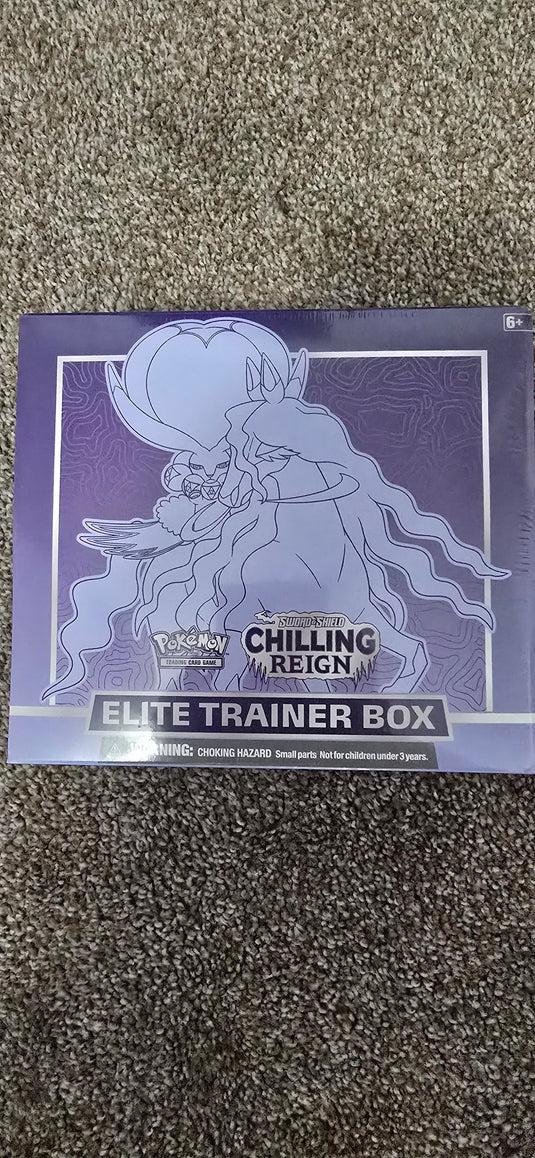 6+
SWORD & SHIELD
POKéMON
TRADING CARD GAME
CHILLING
REIGN
ELITE TRAINER BOX
WARNING: CHOKING HAZARD Small parts Not for children under 3 years.